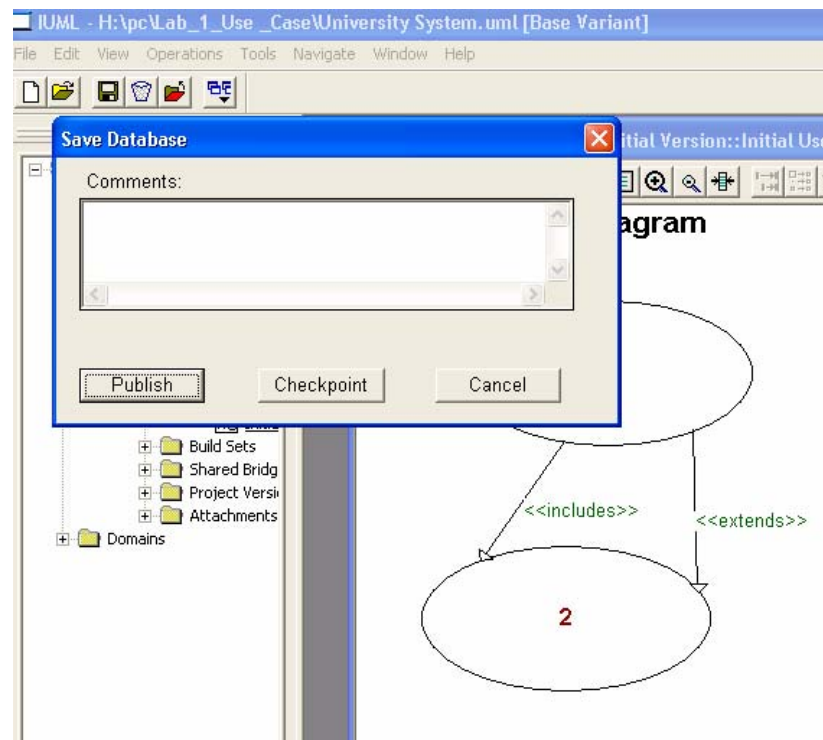 IUML - H:\pc\Lab_1_Use _Case\University System.uml [Base Variant]
File Edit View Operations Tools Navigate Window Help
Save Database
itial Version::Initial Us
Comments:
agram
Publish Checkpoint Cancel
Build Sets
Shared Bridg
Project Versi
Attachments
Domains
<<includes>>
<<extends>>
2